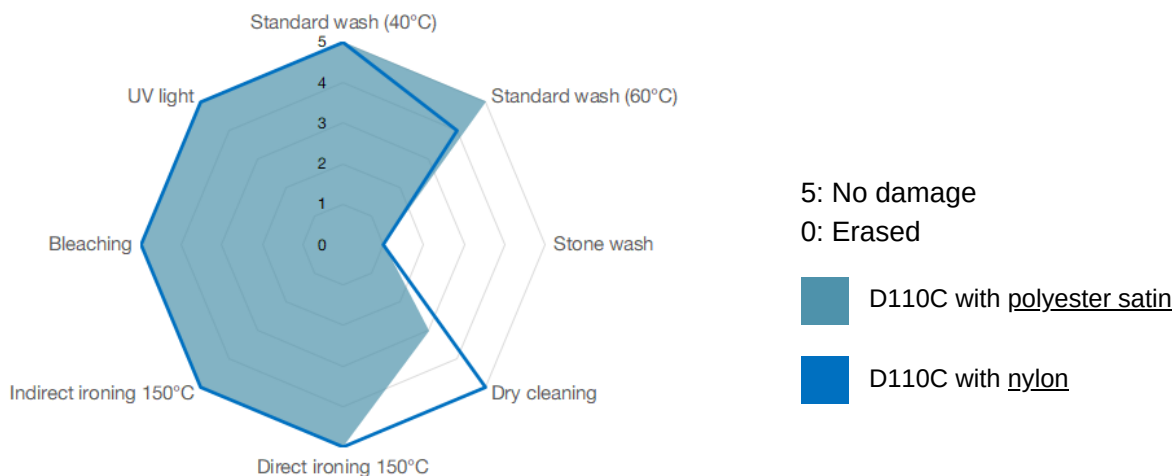 Standard wash (40°C)
5
UV light
Standard wash (60°C)
4
3
2
1
Bleaching
0
Stone wash
Indirect ironing 150°C
Dry cleaning
Direct ironing 150°C
5: No damage
0: Erased
D110C with polyester satin
D110C with nylon